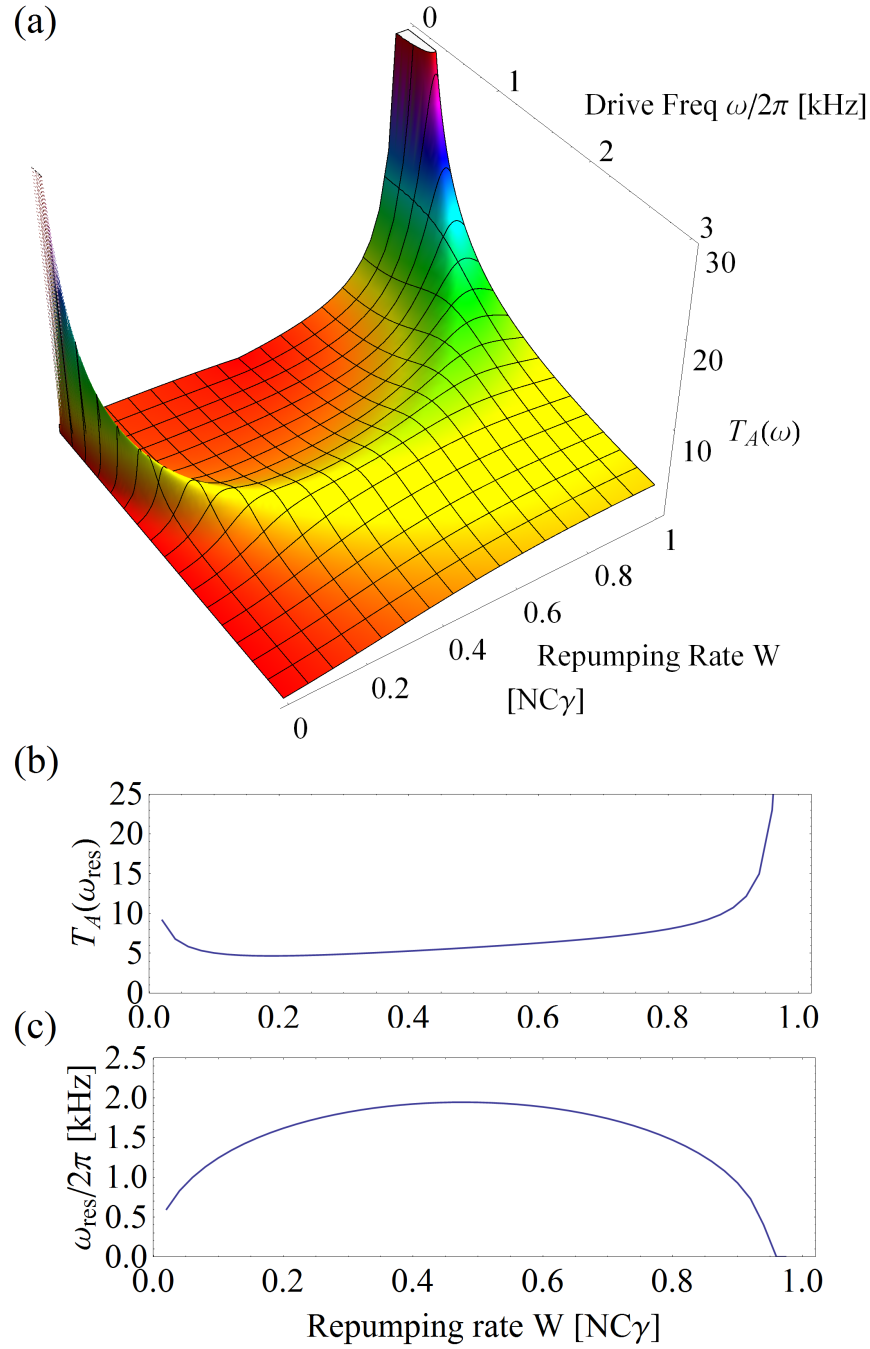 (a)
0
1
Drive Freq ω/2π [kHz]
2
3
30
20
T_A(ω)
10
1
0.8
0.6
0.4
Repumping Rate W
0.2
[NCγ]
0
(b)
25
20
15
10
5
0
T_A(ω_res)
0.0 0.2 0.4 0.6 0.8 1.0
(c)
2.5
2.0
1.5
1.0
0.5
0.0
ω_res/2π [kHz]
0.0 0.2 0.4 0.6 0.8 1.0
Repumping rate W [NCγ]